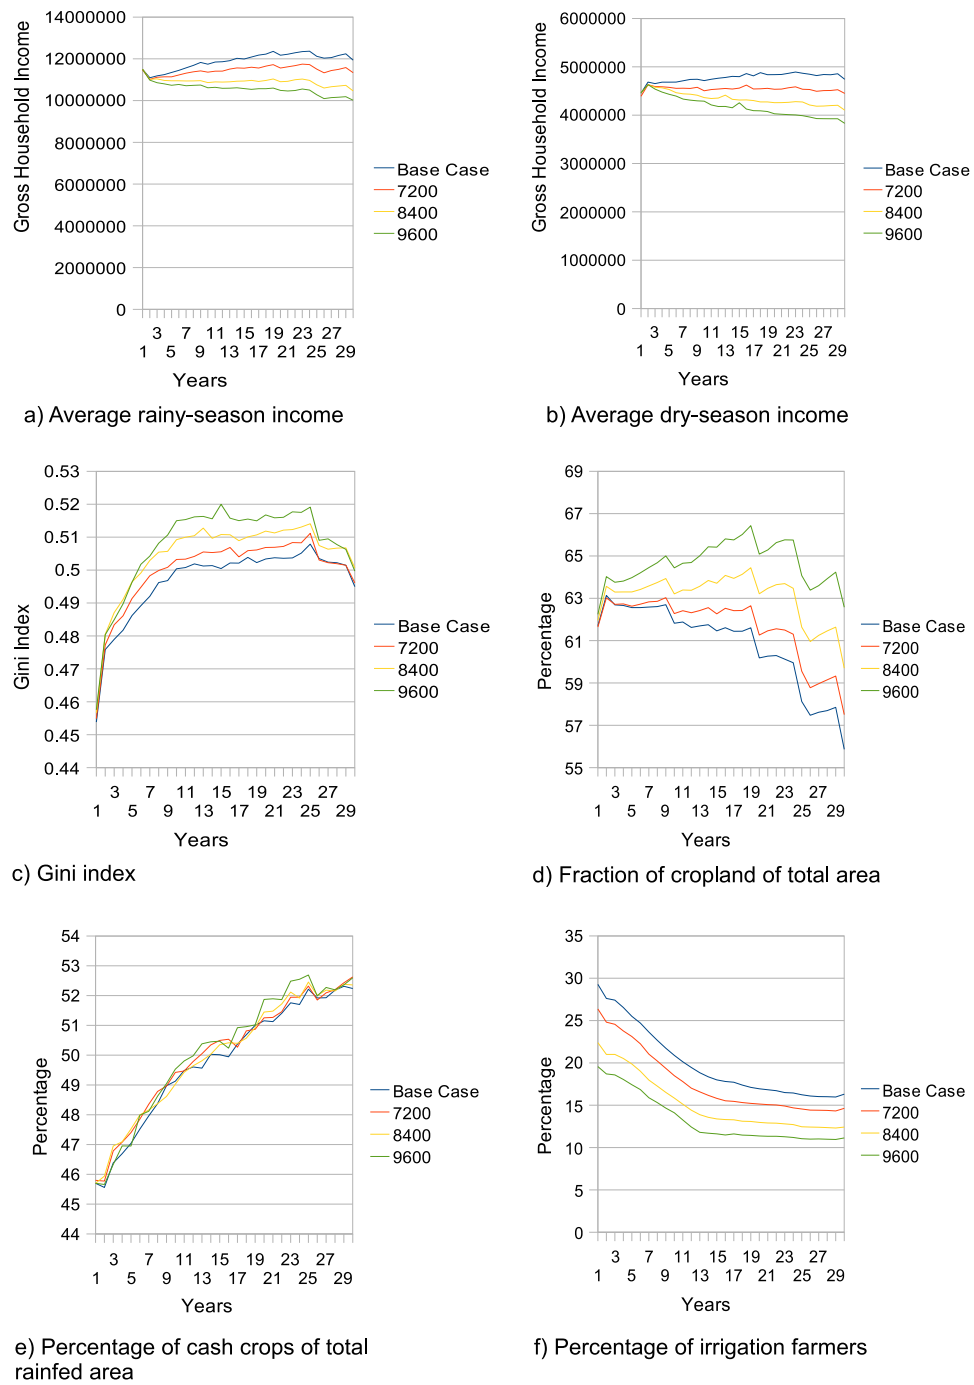 14000000
12000000
10000000
8000000
6000000
4000000
2000000
0
Gross Household Income
3 7 11 15 19 23 27
1 5 9 13 17 21 25 29
Years
Base Case
7200
8400
9600
a) Average rainy-season income
6000000
5000000
4000000
3000000
2000000
1000000
0
Gross Household Income
3 7 11 15 19 23 27
1 5 9 13 17 21 25 29
Years
Base Case
7200
8400
9600
b) Average dry-season income
0.53
0.52
0.51
0.5
0.49
0.48
0.47
0.46
0.45
0.44
Gini Index
3 7 11 15 19 23 27
1 5 9 13 17 21 25 29
Years
Base Case
7200
8400
9600
c) Gini index
69
67
65
63
61
59
57
55
Percentage
3 7 11 15 19 23 27
1 5 9 13 17 21 25 29
Years
Base Case
7200
8400
9600
d) Fraction of cropland of total area
54
53
52
51
50
49
48
47
46
45
44
Percentage
3 7 11 15 19 23 27
1 5 9 13 17 21 25 29
Years
Base Case
7200
8400
9600
e) Percentage of cash crops of total
rainfed area
35
30
25
20
15
10
5
0
Percentage
3 7 11 15 19 23 27
1 5 9 13 17 21 25 29
Years
Base Case
7200
8400
9600
f) Percentage of irrigation farmers